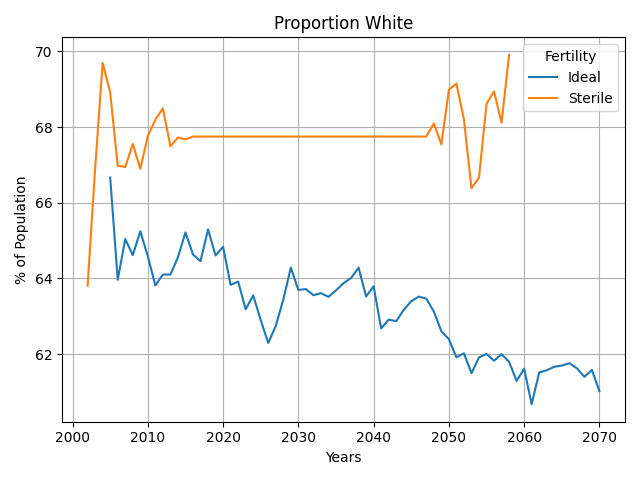 Proportion White
Fertility
Ideal
Sterile
% of Population
70
68
66
64
62
2000 2010 2020 2030 2040 2050 2060 2070
Years